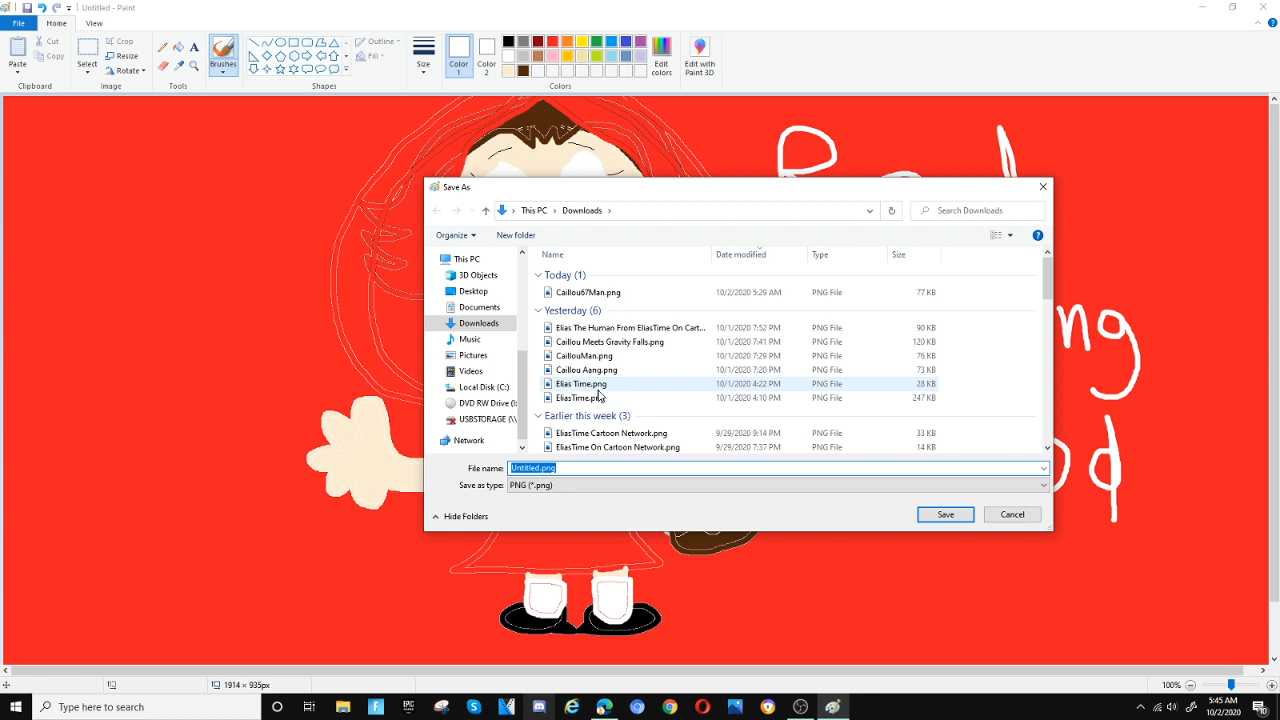 Untitled - Paint
File
Home
View
Paste
Cut
Copy
Clipboard
Select
Crop
Resize
Rotate
Image
A
Tools
Brushes
Shapes
Outline
Fill
Size
Color 1
Color 2
Colors
Edit colors
Edit with Paint 3D
Save As
This PC
Downloads
Search Downloads
Organize
New folder
This PC
3D Objects
Desktop
Documents
Downloads
Music
Pictures
Videos
Local Disk (C:)
DVD RW Drive (
USBSTORAGE (\\
Network
Name Date modified Type Size
Today (1)
Caillou67Man.png 10/2/2020 5:29 AM PNG File 77 KB
Yesterday (6)
Elias The Human From EliasTime On Cart... 10/1/2020 7:52 PM PNG File 90 KB
Caillou Meets Gravity Falls.png 10/1/2020 7:41 PM PNG File 120 KB
CaillouMan.png 10/1/2020 7:29 PM PNG File 76 KB
Caillou Aang.png 10/1/2020 7:20 PM PNG File 73 KB
Elias Time.png 10/1/2020 4:22 PM PNG File 28 KB
EliasTime.png 10/1/2020 4:10 PM PNG File 247 KB
Earlier this week (3)
EliasTime Cartoon Network.png 9/29/2020 9:14 PM PNG File 33 KB
EliasTime On Cartoon Network.png 9/29/2020 7:37 PM PNG File 14 KB
File name: Untitled.png
Save as type: PNG (*.png)
Hide Folders
Save
Cancel
1914 × 935px
100%
Type here to search
EPIC
5:45 AM
10/2/2020
10